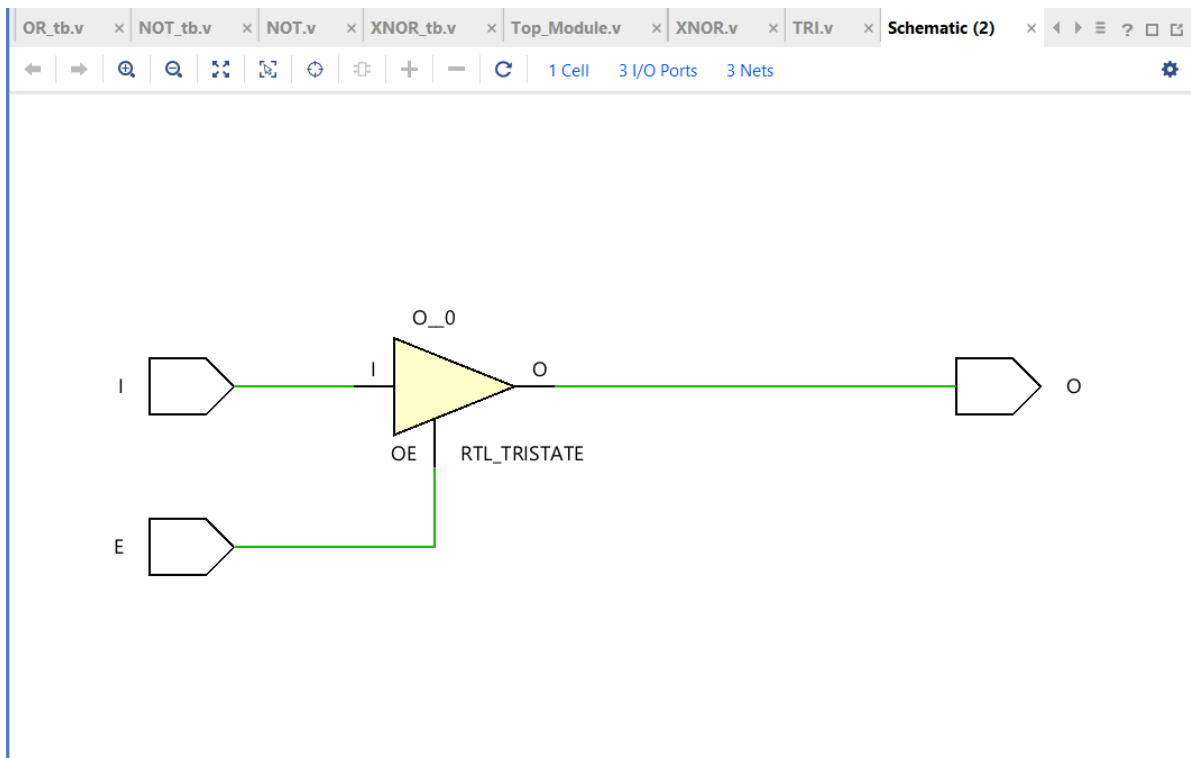 OR_tb.v NOT_tb.v NOT.v XNOR_tb.v Top_Module.v XNOR.v TRI.v Schematic (2)
1 Cell 3 I/O Ports 3 Nets
O__0
I O
I O
OE RTL_TRISTATE
E